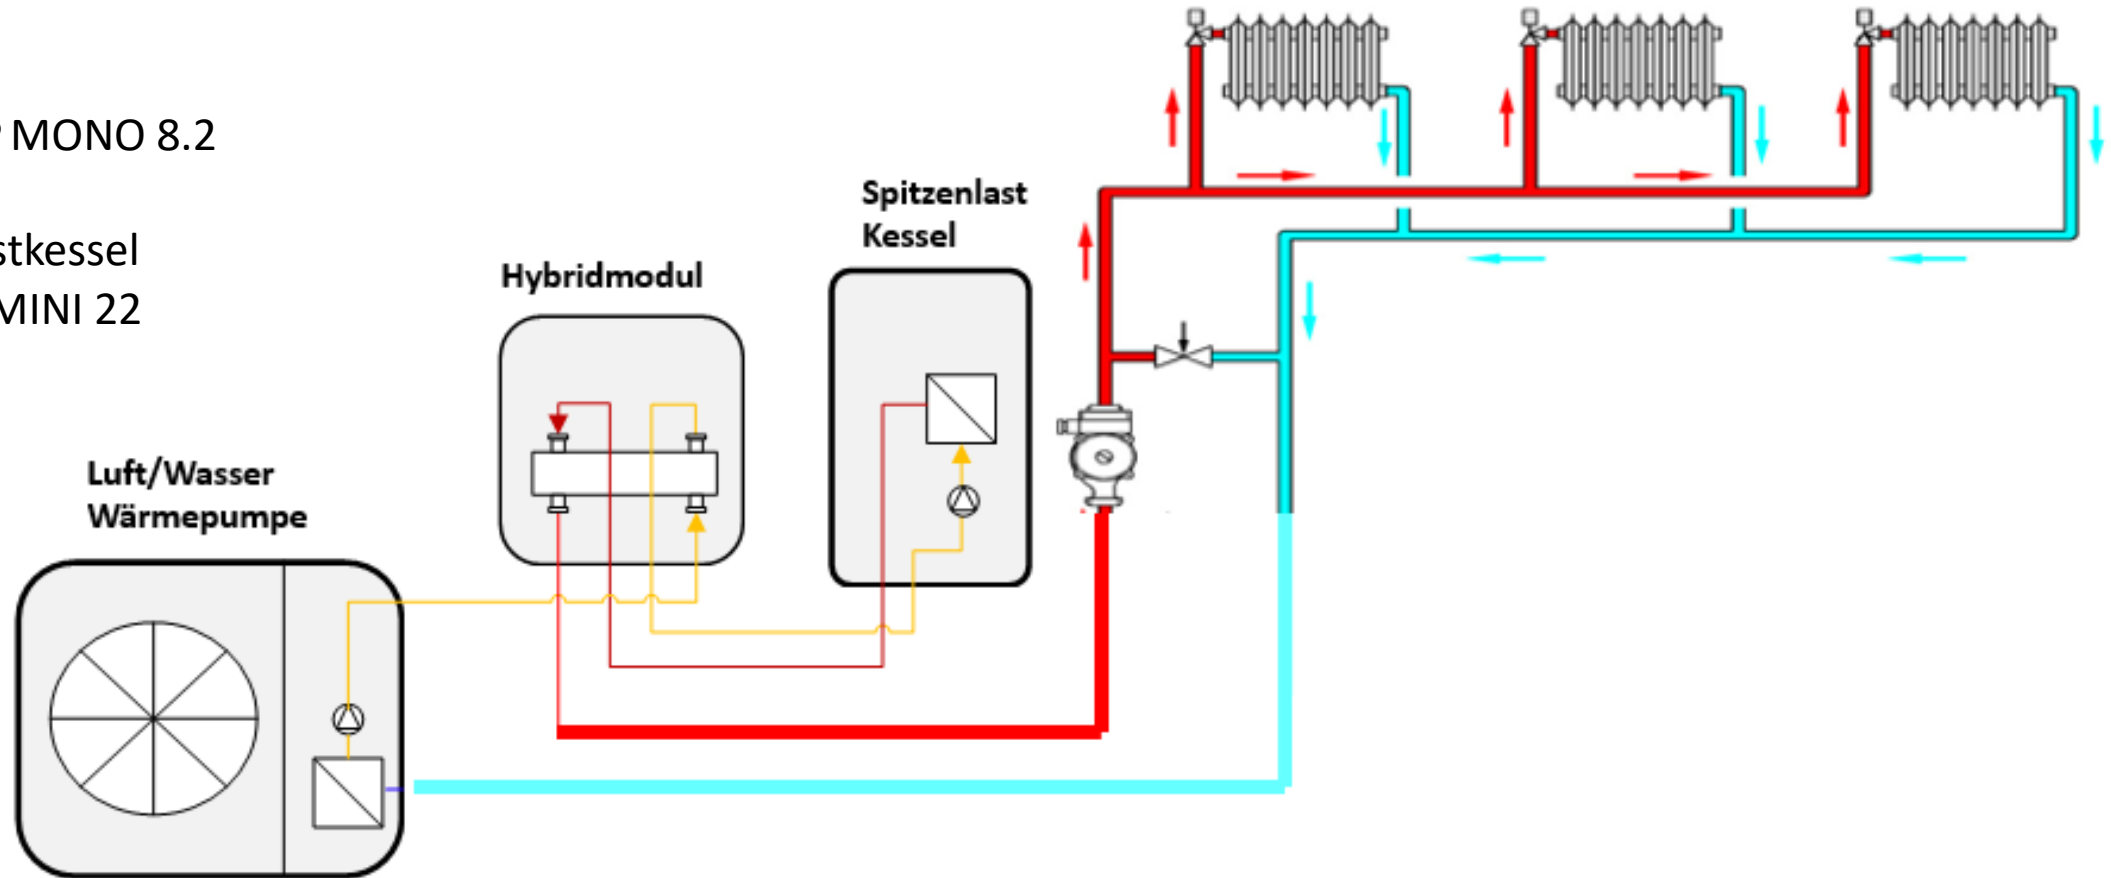 MONO 8.2
Spitzenlast
Kessel
stkessel
Hybridmodul
MINI 22
Luft/Wasser
Wärmepumpe